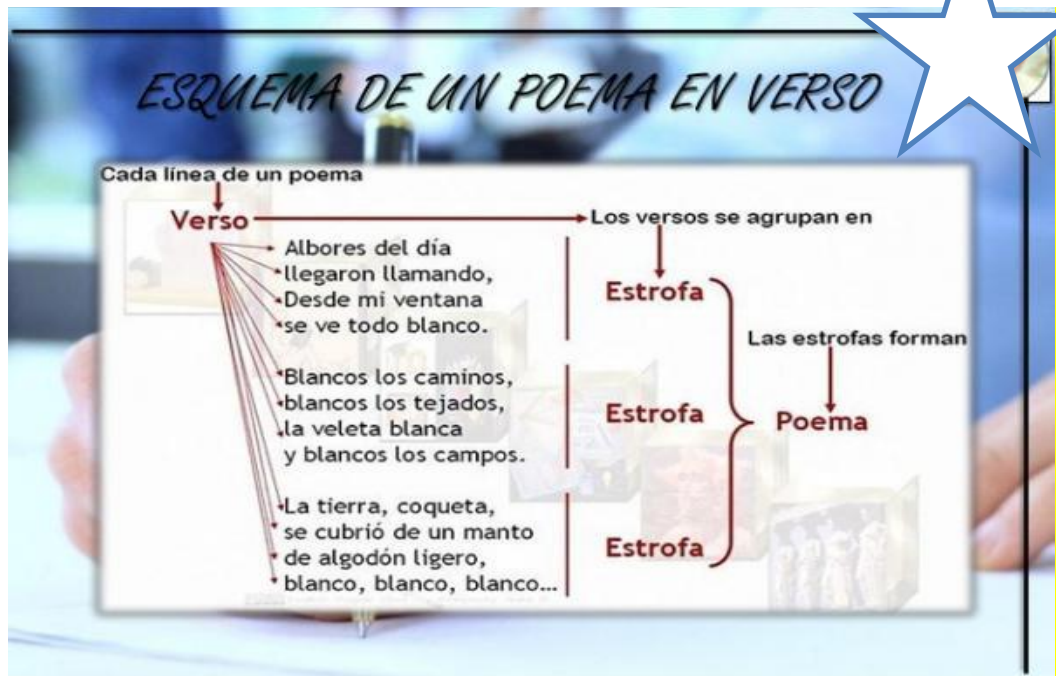 ESQUEMA DE UN POEMA EN VERSO
Cada línea de un poema
Verso
Los versos se agrupan en
Albores del día
llegaron llamando,
Desde mi ventana
se ve todo blanco.
Estrofa
Blancos los caminos,
blancos los tejados,
la veleta blanca
y blancos los campos.
Estrofa
La tierra, coqueta,
se cubrió de un manto
de algodón ligero,
blanco, blanco, blanco...
Estrofa
Las estrofas forman
Poema